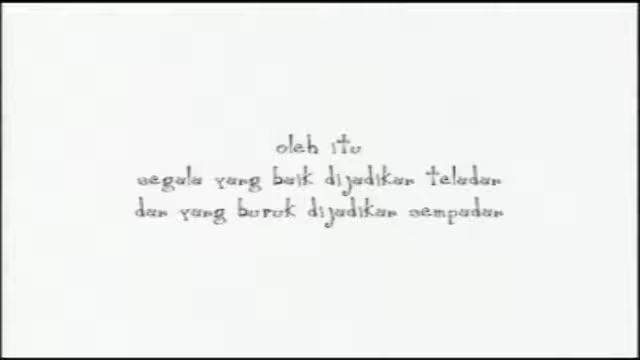 oleh itu
segala yang baik dijadikan teladan
dan yang buruk dijadikan sempadan